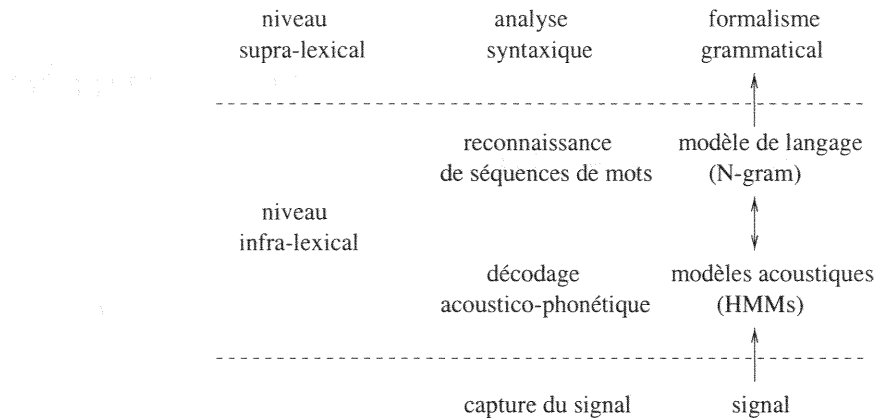 niveau analyse formalisme
supra-lexical syntaxique grammatical
reconnaissance modèle de langage
de séquences de mots (N-gram)
niveau
infra-lexical
décodage modèles acoustiques
acoustico-phonétique (HMMs)
capture du signal signal